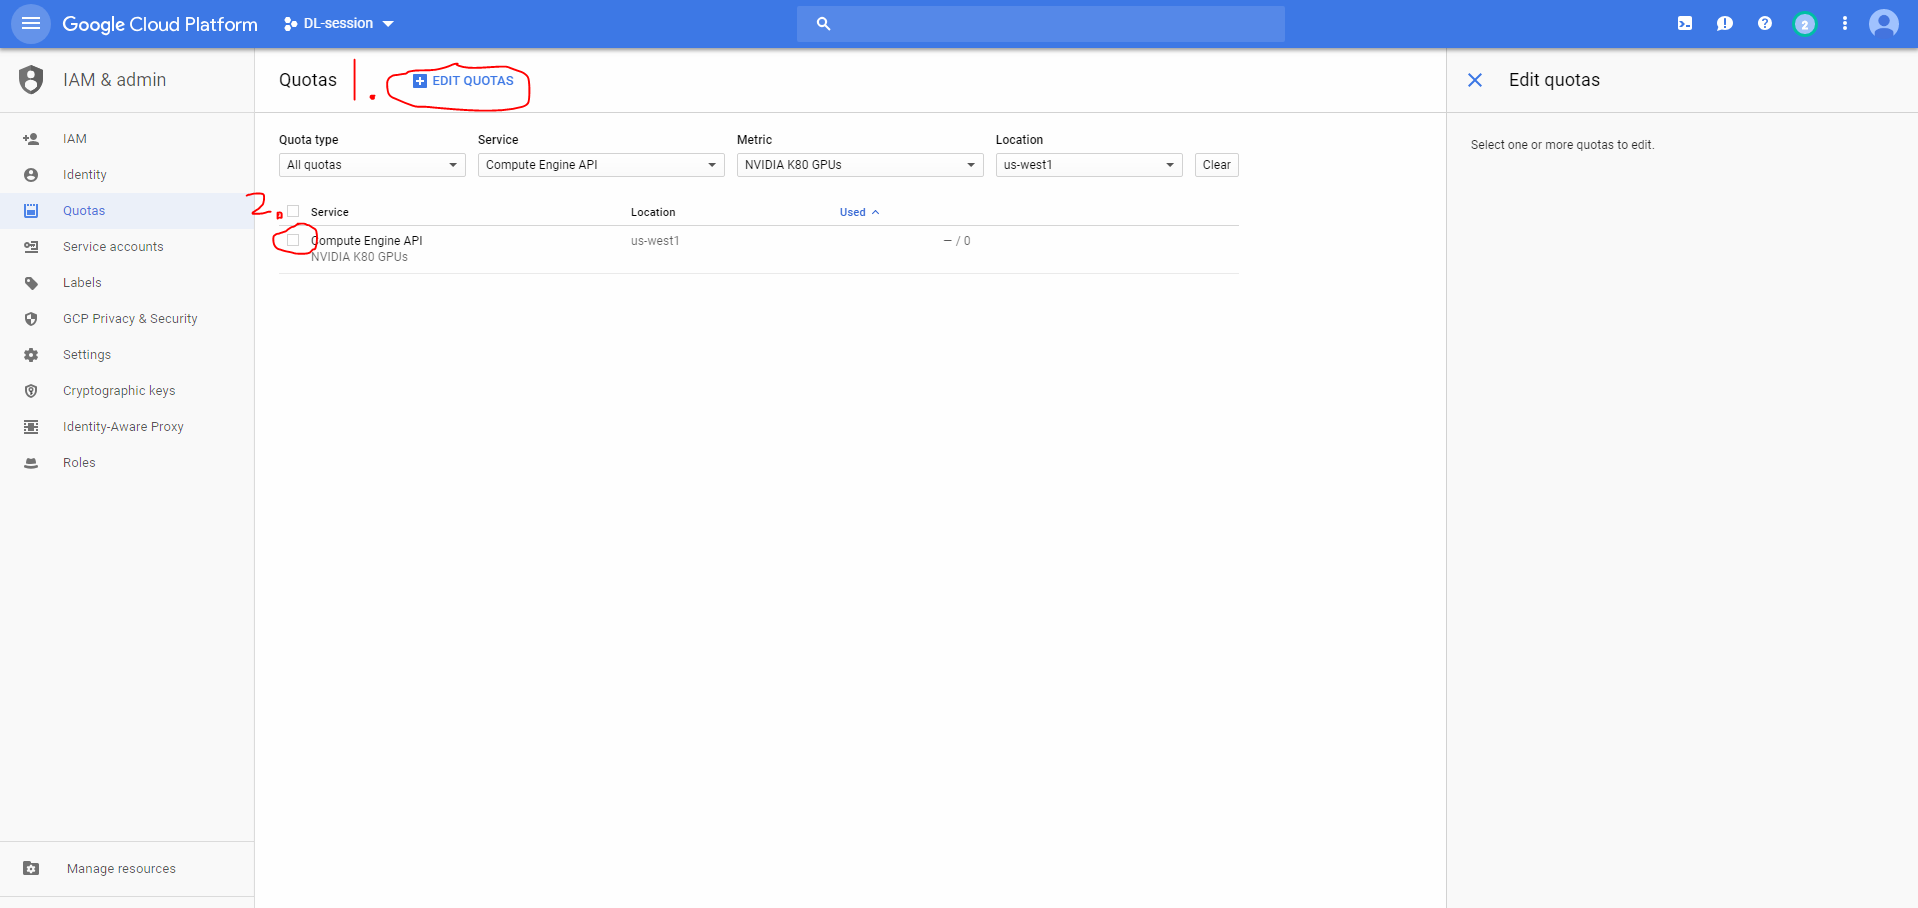 Google Cloud Platform DL-session 2
IAM & admin
IAM
Identity
Quotas
Service accounts
Labels
GCP Privacy & Security
Settings
Cryptographic keys
Identity-Aware Proxy
Roles
Manage resources
Quotas 1. EDIT QUOTAS
Quota type Service Metric Location
All quotas Compute Engine API NVIDIA K80 GPUs us-west1 Clear
2. Service Location Used
Compute Engine API us-west1 — / 0
NVIDIA K80 GPUs
Edit quotas
Select one or more quotas to edit.